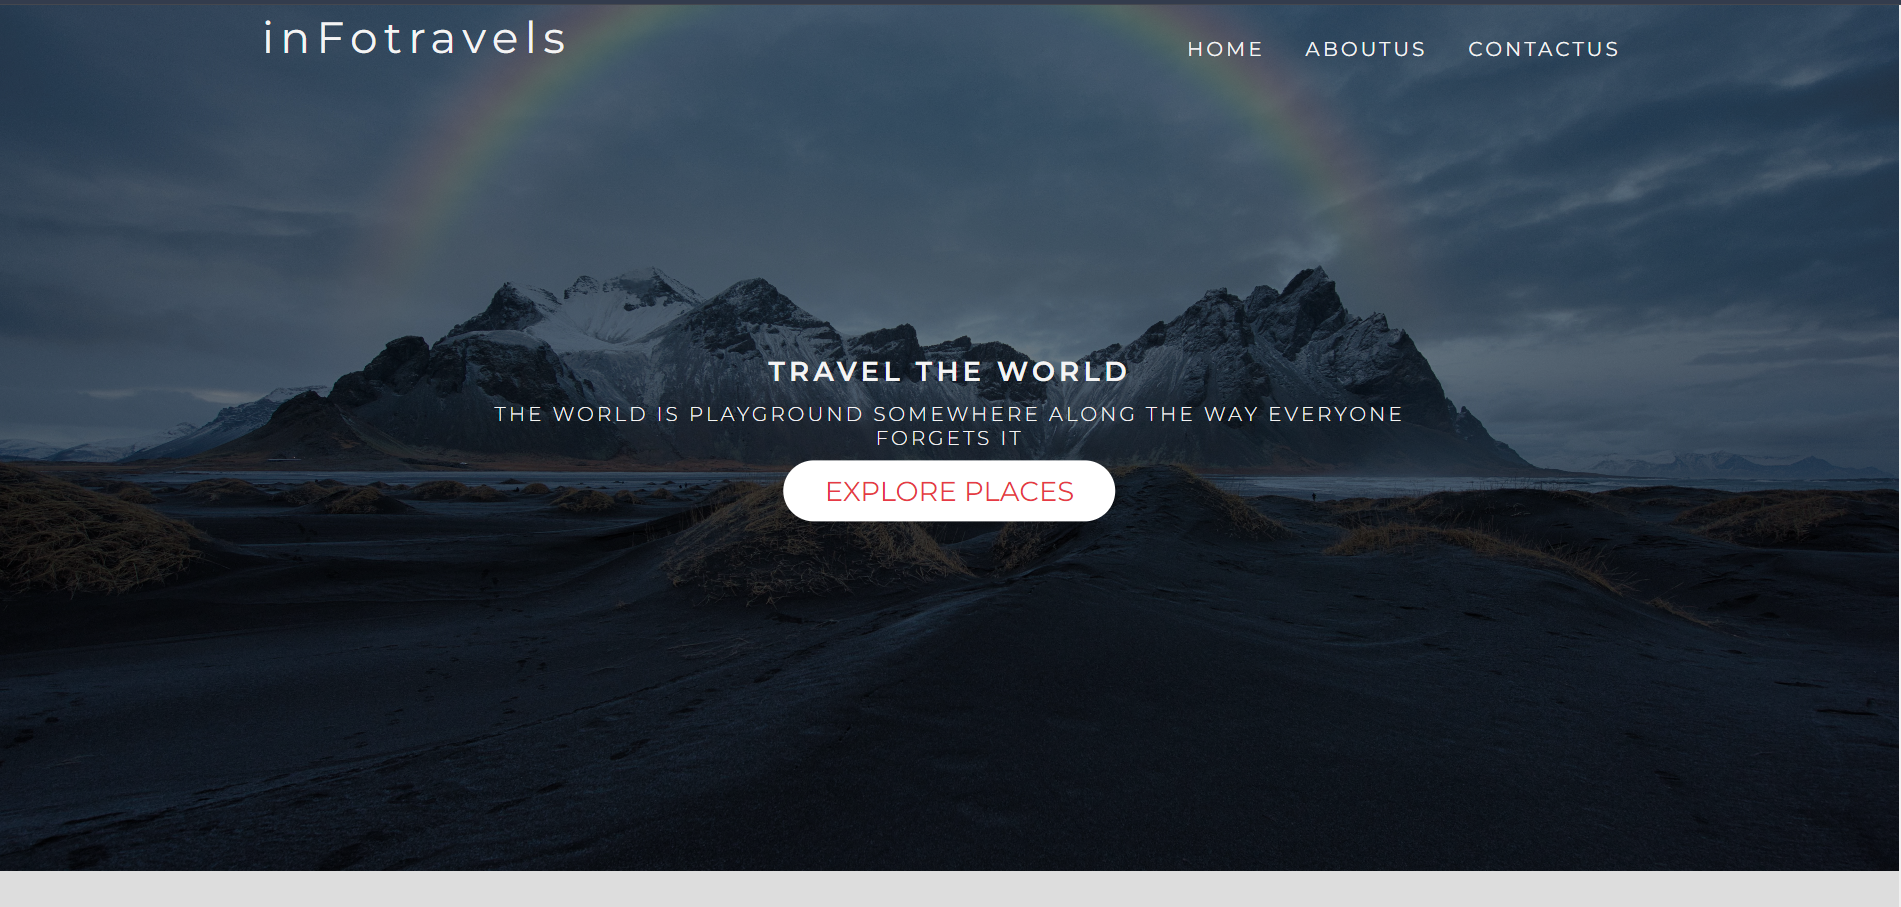 inFotravels
HOME ABOUTUS CONTACTUS
TRAVEL THE WORLD
THE WORLD IS PLAYGROUND SOMEWHERE ALONG THE WAY EVERYONE
FORGETS IT
EXPLORE PLACES